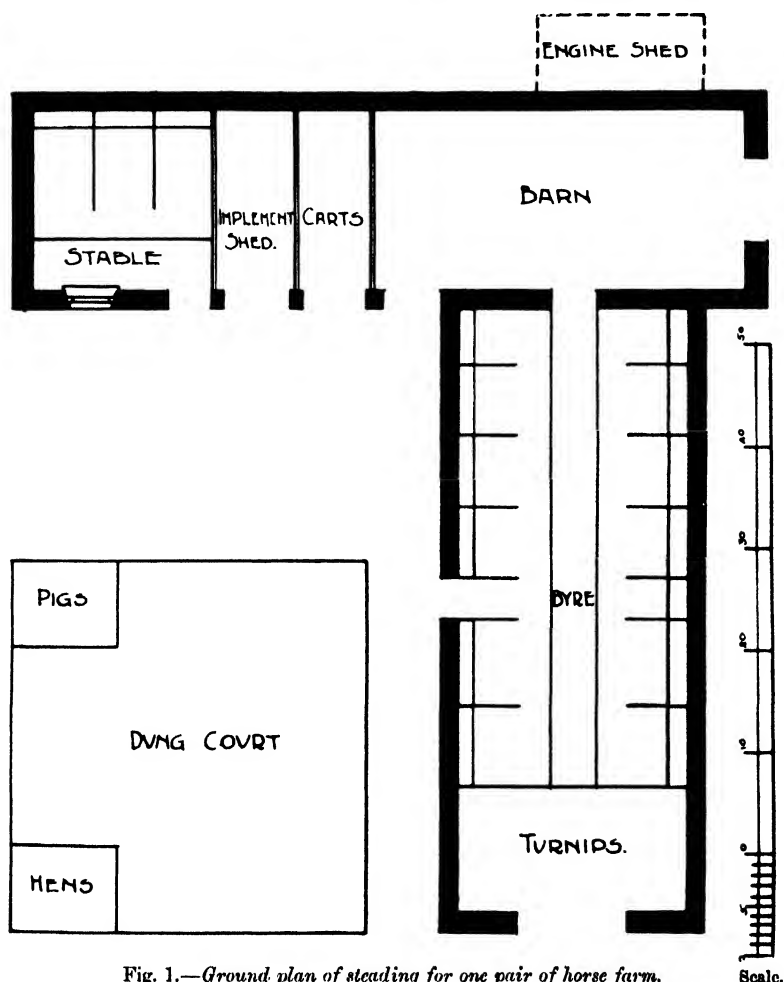 ENGINE SHED
BARN
IMPLEMENT
SHED.
CARTS
STABLE
BYRE
PIGS
DUNG COURT
HENS
TURNIPS.
50
40
30
20
10
0
5
Fig. 1.—Ground plan of steading for one pair of horse farm.
Scale.